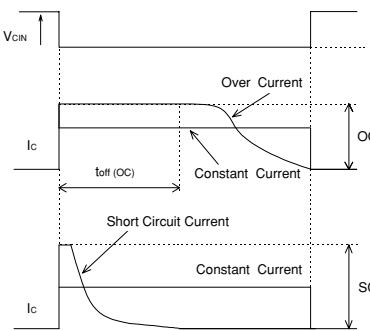 VCIN
Over Current
IC
OC
toff (OC)
Constant Current
Short Circuit Current
Constant Current
IC
SC